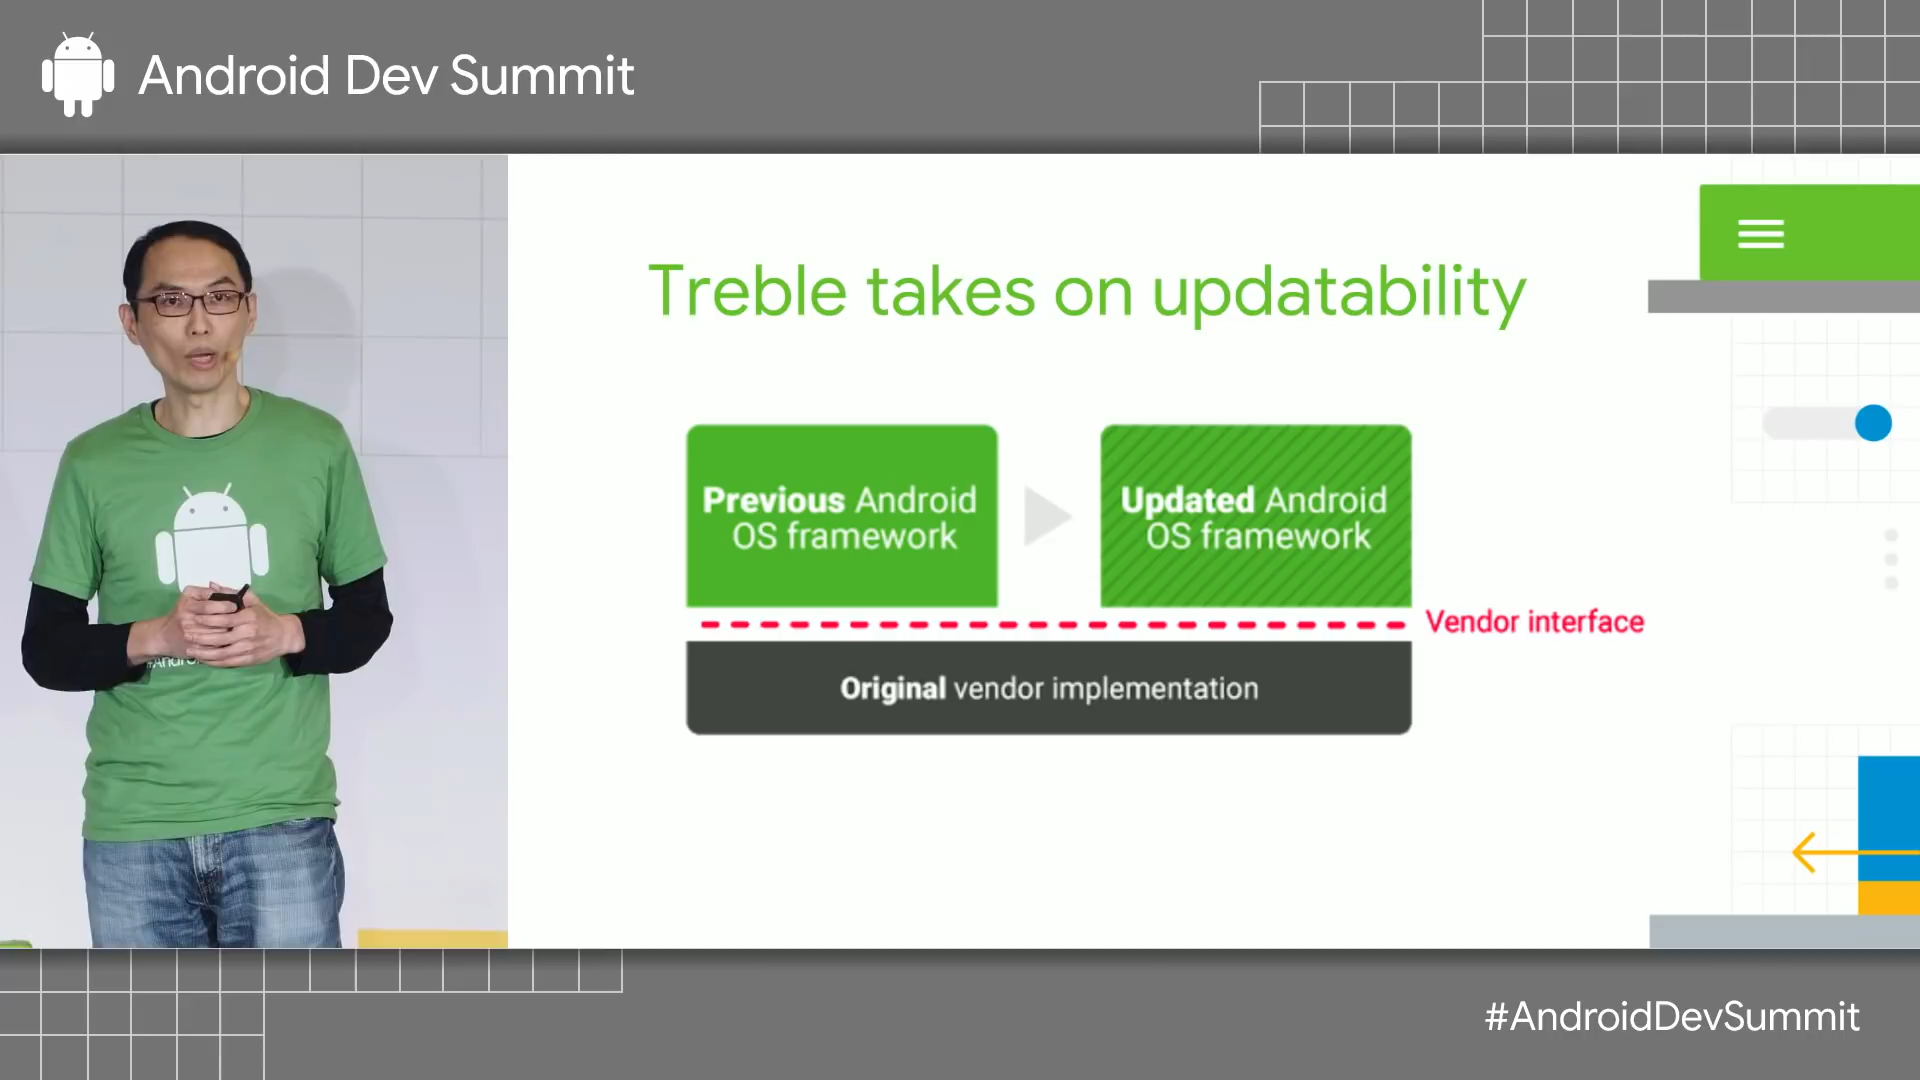 Android Dev Summit
Treble takes on updatability
Previous Android
OS framework
Updated Android
OS framework
Vendor interface
Original vendor implementation
#AndroidDevSummit